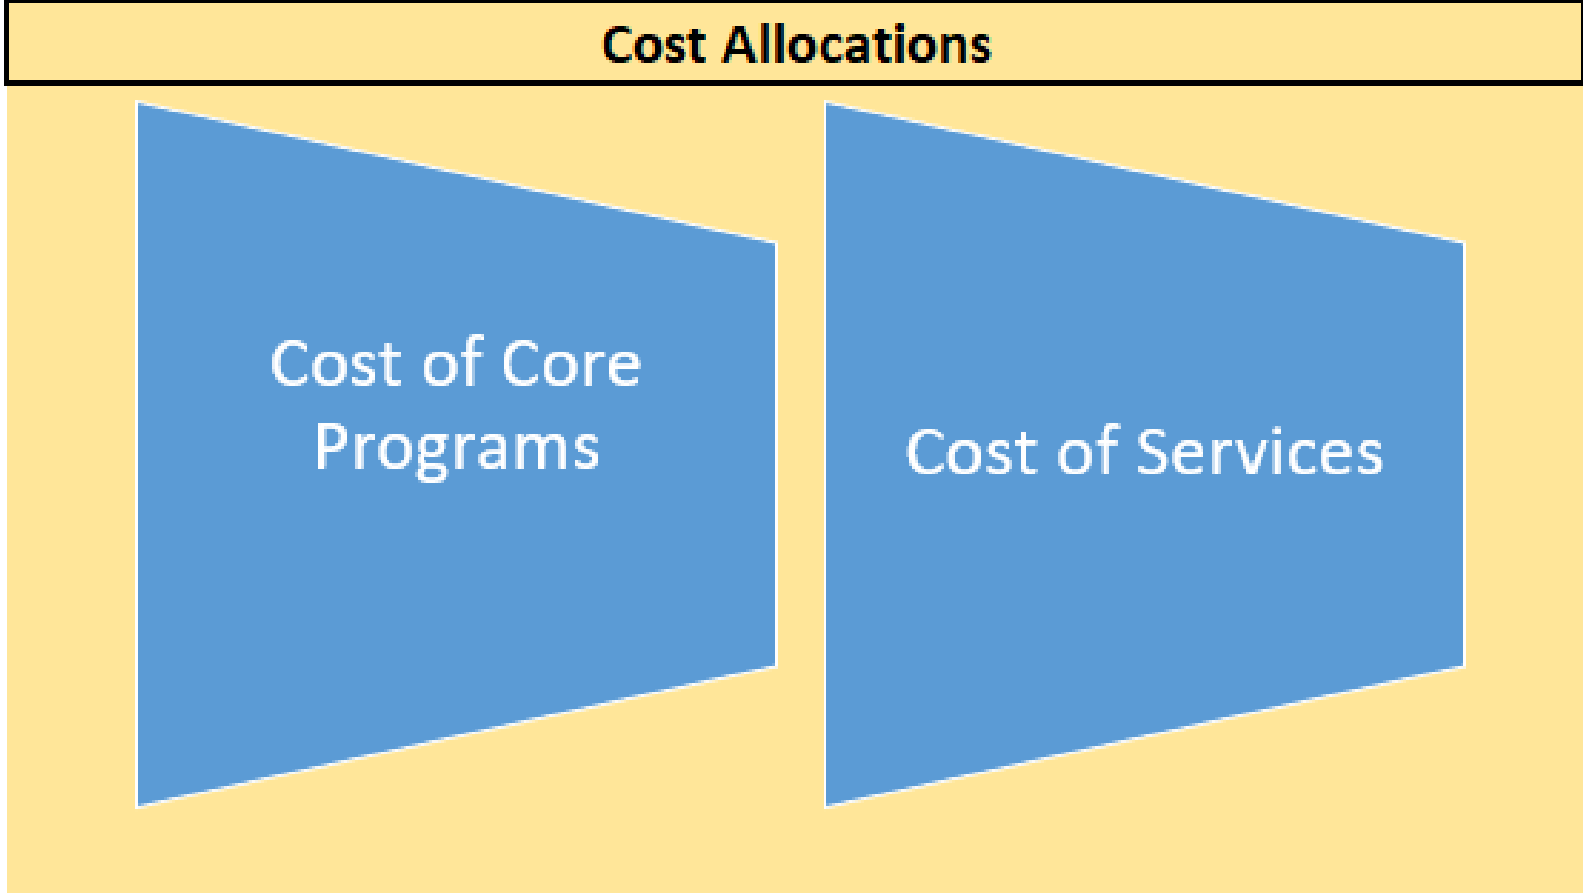 Cost Allocations
Cost of Core
Programs
Cost of Services